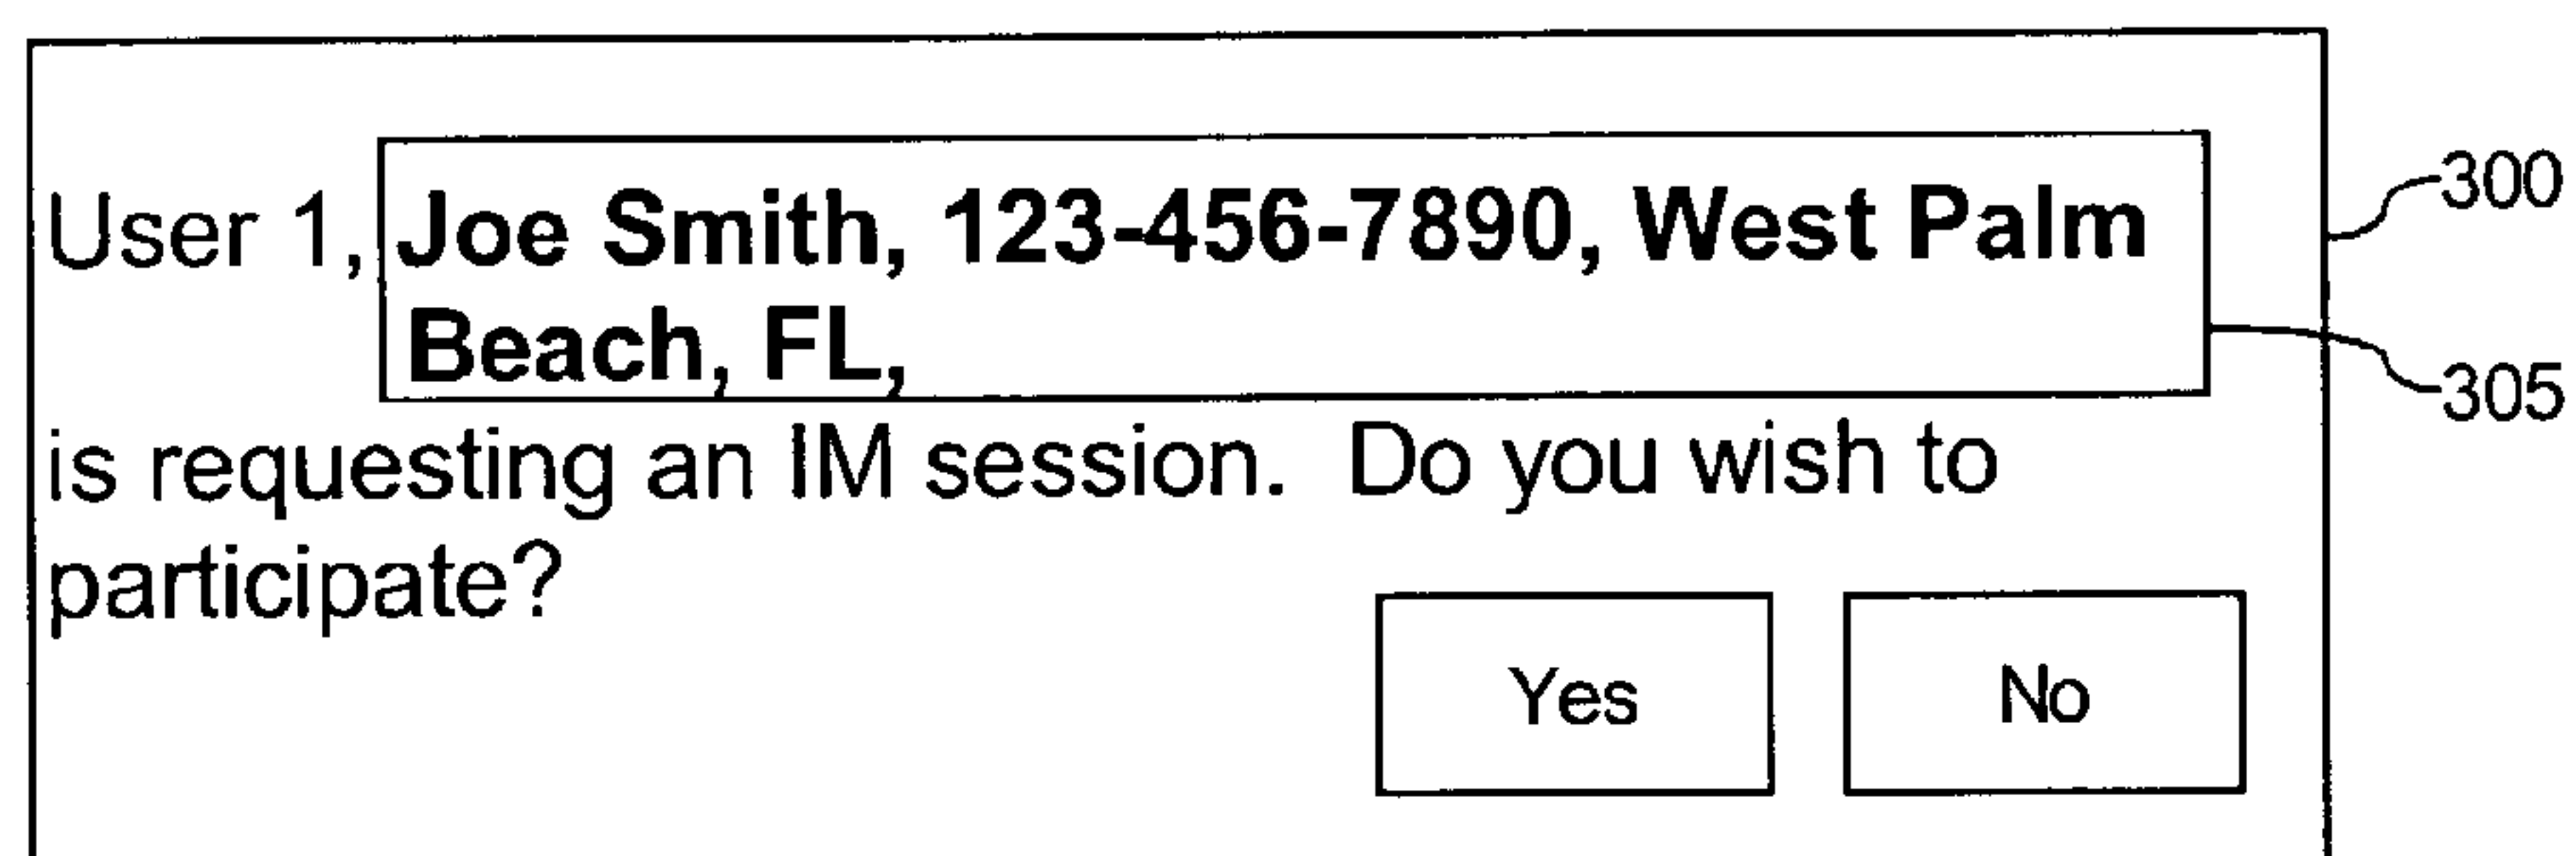 User 1, Joe Smith, 123-456-7890, West Palm
Beach, FL,
is requesting an IM session. Do you wish to
participate?
Yes No
300
305